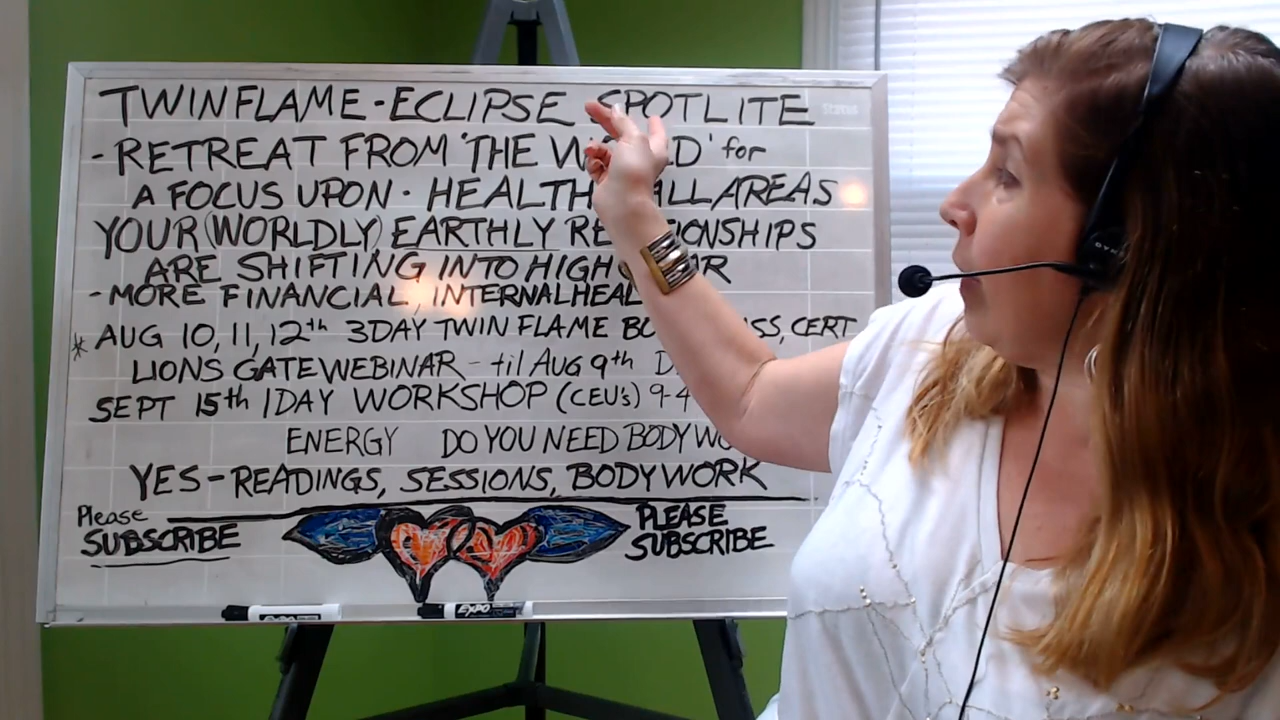 TWINFLAME-ECLIPSE SPOTLITE
- RETREAT FROM 'THE W D' for
A FOCUS UPON · HEALTH ALL AREAS
YOUR (WORLDLY) EARTHLY RE IONSHIPS
ARE SHIFTING INTO HIGH
- MORE FINANCIAL, INTERNAL HEAL
* AUG 10, 11, 12th 3DAY TWIN FLAME CERT
LIONS GATE WEBINAR - til AUG 9th
SEPT 15th 1DAY WORKSHOP (CEU's) 9-4
ENERGY DO YOU NEED BODYWO
YES - READINGS, SESSIONS, BODYWORK
Please
SUBSCRIBE
PLEASE
SUBSCRIBE
EXPO